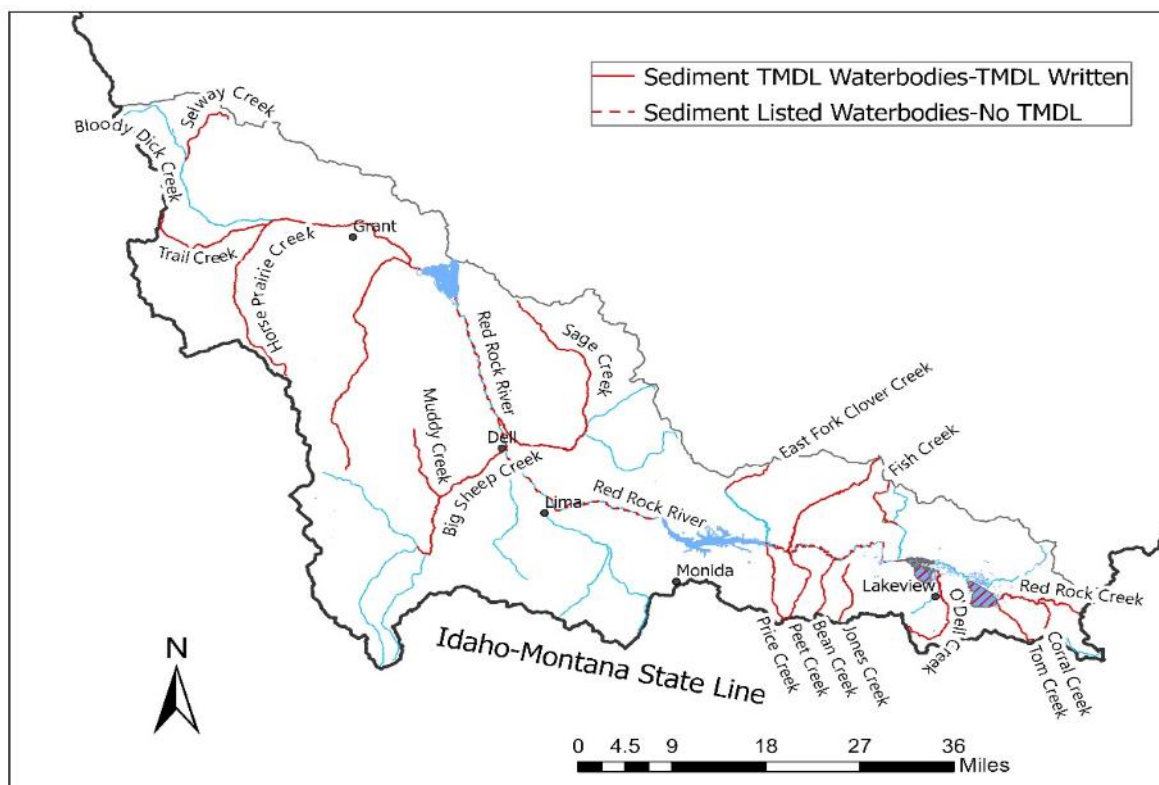 Sediment TMDL Waterbodies-TMDL Written
Sediment Listed Waterbodies-No TMDL
Selway Creek
Bloody Dick Creek
Trail Creek
Horse Prairie Creek
Grant
Red Rock River
Sage Creek
Muddy Creek
Dell
Big Sheep Creek
Lima
Red Rock River
East Fork Clover Creek
Fish Creek
Monida
Lakeview
Red Rock Creek
O'Dell Creek
Price Creek
Peet Creek
Bean Creek
Jones Creek
Tom Creek
Corral Creek
Idaho-Montana State Line
N
0 4.5 9 18 27 36
Miles